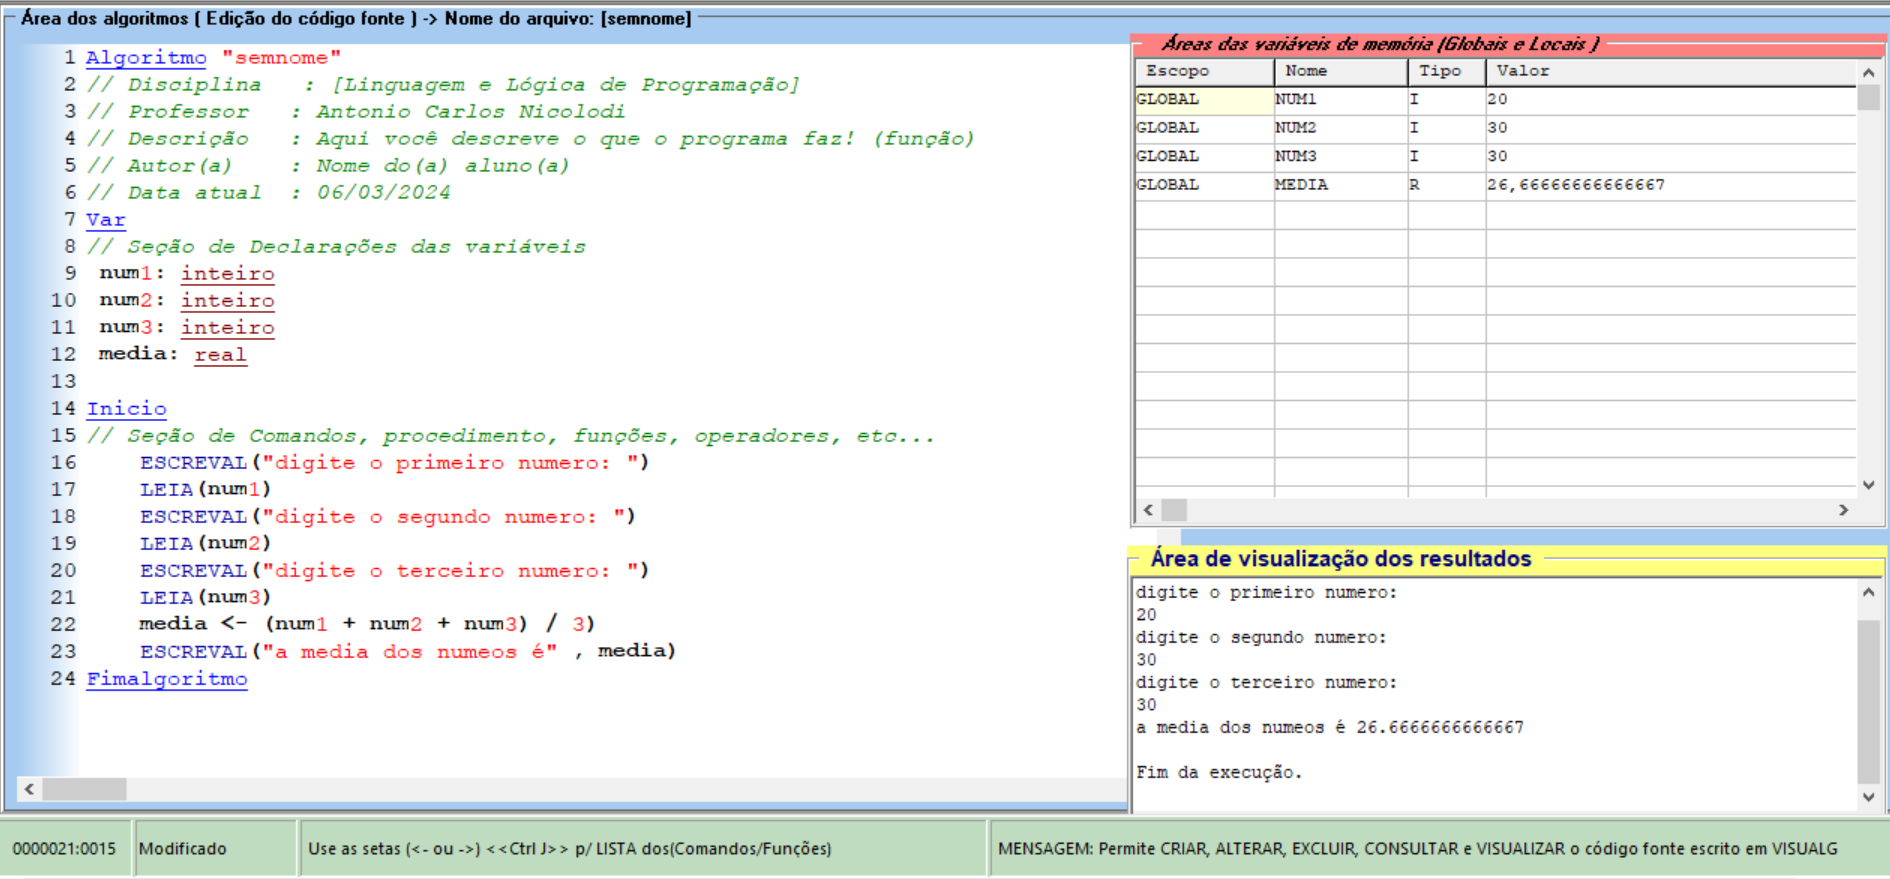 Área dos algoritmos ( Edição do código fonte ) -> Nome do arquivo: [semnome]
1 Algoritmo "semnome"
2 // Disciplina   : [Linguagem e Lógica de Programação]
3 // Professor   : Antonio Carlos Nicolodi
4 // Descrição   : Aqui você descreve o que o programa faz! (função)
5 // Autor(a)    : Nome do(a) aluno(a)
6 // Data atual  : 06/03/2024
7 Var
8 // Seção de Declarações das variáveis
9  num1: inteiro
10  num2: inteiro
11  num3: inteiro
12  media: real
13
14 Inicio
15 // Seção de Comandos, procedimento, funções, operadores, etc...
16     ESCREVAL("digite o primeiro numero: ")
17     LEIA(num1)
18     ESCREVAL("digite o segundo numero: ")
19     LEIA(num2)
20     ESCREVAL("digite o terceiro numero: ")
21     LEIA(num3)
22     media <- (num1 + num2 + num3) / 3)
23     ESCREVAL("a media dos numeos é" , media)
24 Fimalgoritmo
Áreas das variáveis de memória (Globais e Locais )
Escopo Nome Tipo Valor
GLOBAL NUM1 I 20
GLOBAL NUM2 I 30
GLOBAL NUM3 I 30
GLOBAL MEDIA R 26,66666666666667
Área de visualização dos resultados
digite o primeiro numero:
20
digite o segundo numero:
30
digite o terceiro numero:
30
a media dos numeos é 26.6666666666667
Fim da execução.
0000021:0015 Modificado Use as setas (<- ou ->) <<Ctrl J>> p/ LISTA dos(Comandos/Funções) MENSAGEM: Permite CRIAR, ALTERAR, EXCLUIR, CONSULTAR e VISUALIZAR o código fonte escrito em VISUALG